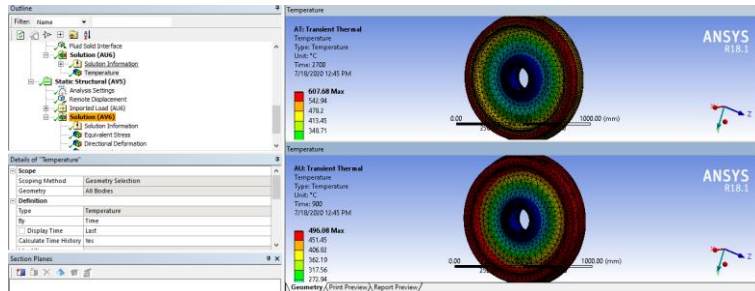 Outline
Filter: Name
Fluid Solid Interface
Solution (AU6)
Solution Information
Temperature
Static Structural (AV5)
Analysis Settings
Remote Displacement
Imported Load (AU6)
Solution (AV6)
Solution Information
Equivalent Stress
Directional Deformation
Details of "Temperature"
Scope
Scoping Method Geometry Selection
Geometry All Bodies
Definition
Type Temperature
By Time
Display Time Last
Calculate Time History Yes
Section Planes
Temperature
AT: Transient Thermal
Temperature
Type: Temperature
Unit: °C
Time: 2700
7/18/2020 12:45 PM
607.68 Max
542.94
478.2
413.45
348.71
0.00
1000.00 (mm)
ANSYS
R18.1
Z
Temperature
AU: Transient Thermal
Temperature
Type: Temperature
Unit: °C
Time: 900
7/18/2020 12:45 PM
496.08 Max
451.45
406.82
362.19
317.56
272.94
0.00
1000.00 (mm)
ANSYS
R18.1
Z
Geometry Print Preview Report Preview